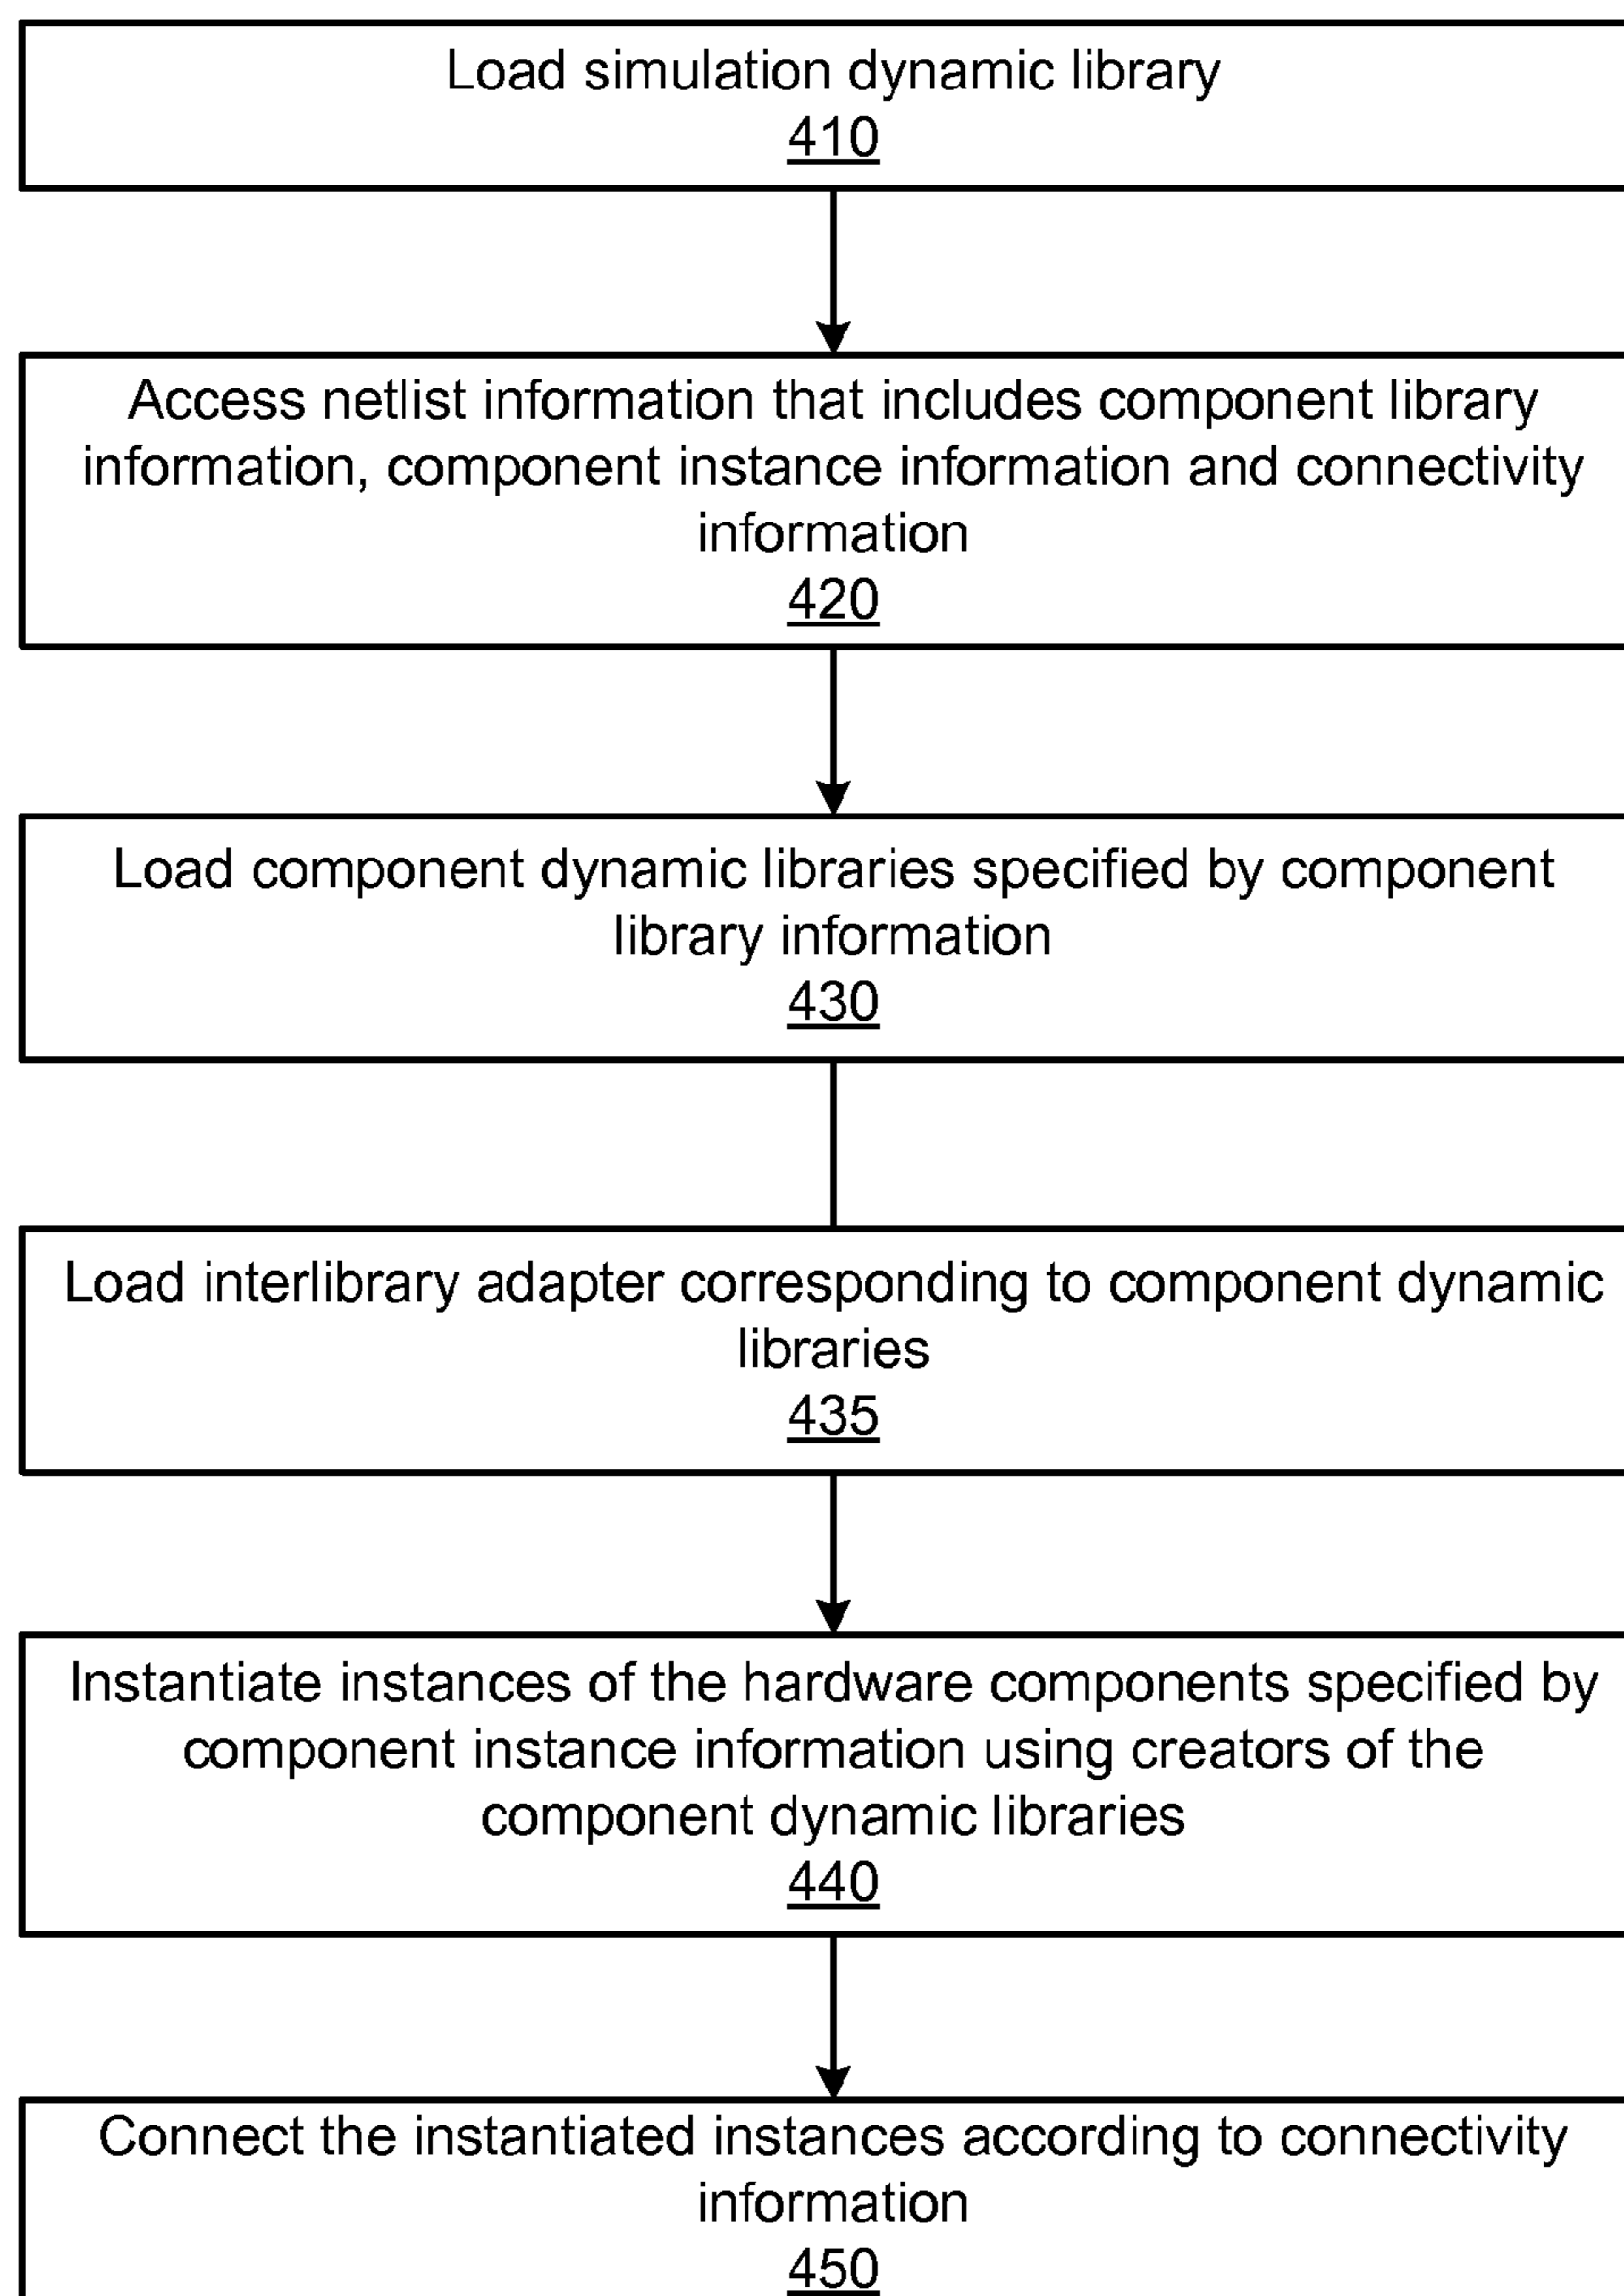 Load simulation dynamic library
410
Access netlist information that includes component library
information, component instance information and connectivity
information
420
Load component dynamic libraries specified by component
library information
430
Load interlibrary adapter corresponding to component dynamic
libraries
435
Instantiate instances of the hardware components specified by
component instance information using creators of the
component dynamic libraries
440
Connect the instantiated instances according to connectivity
information
450